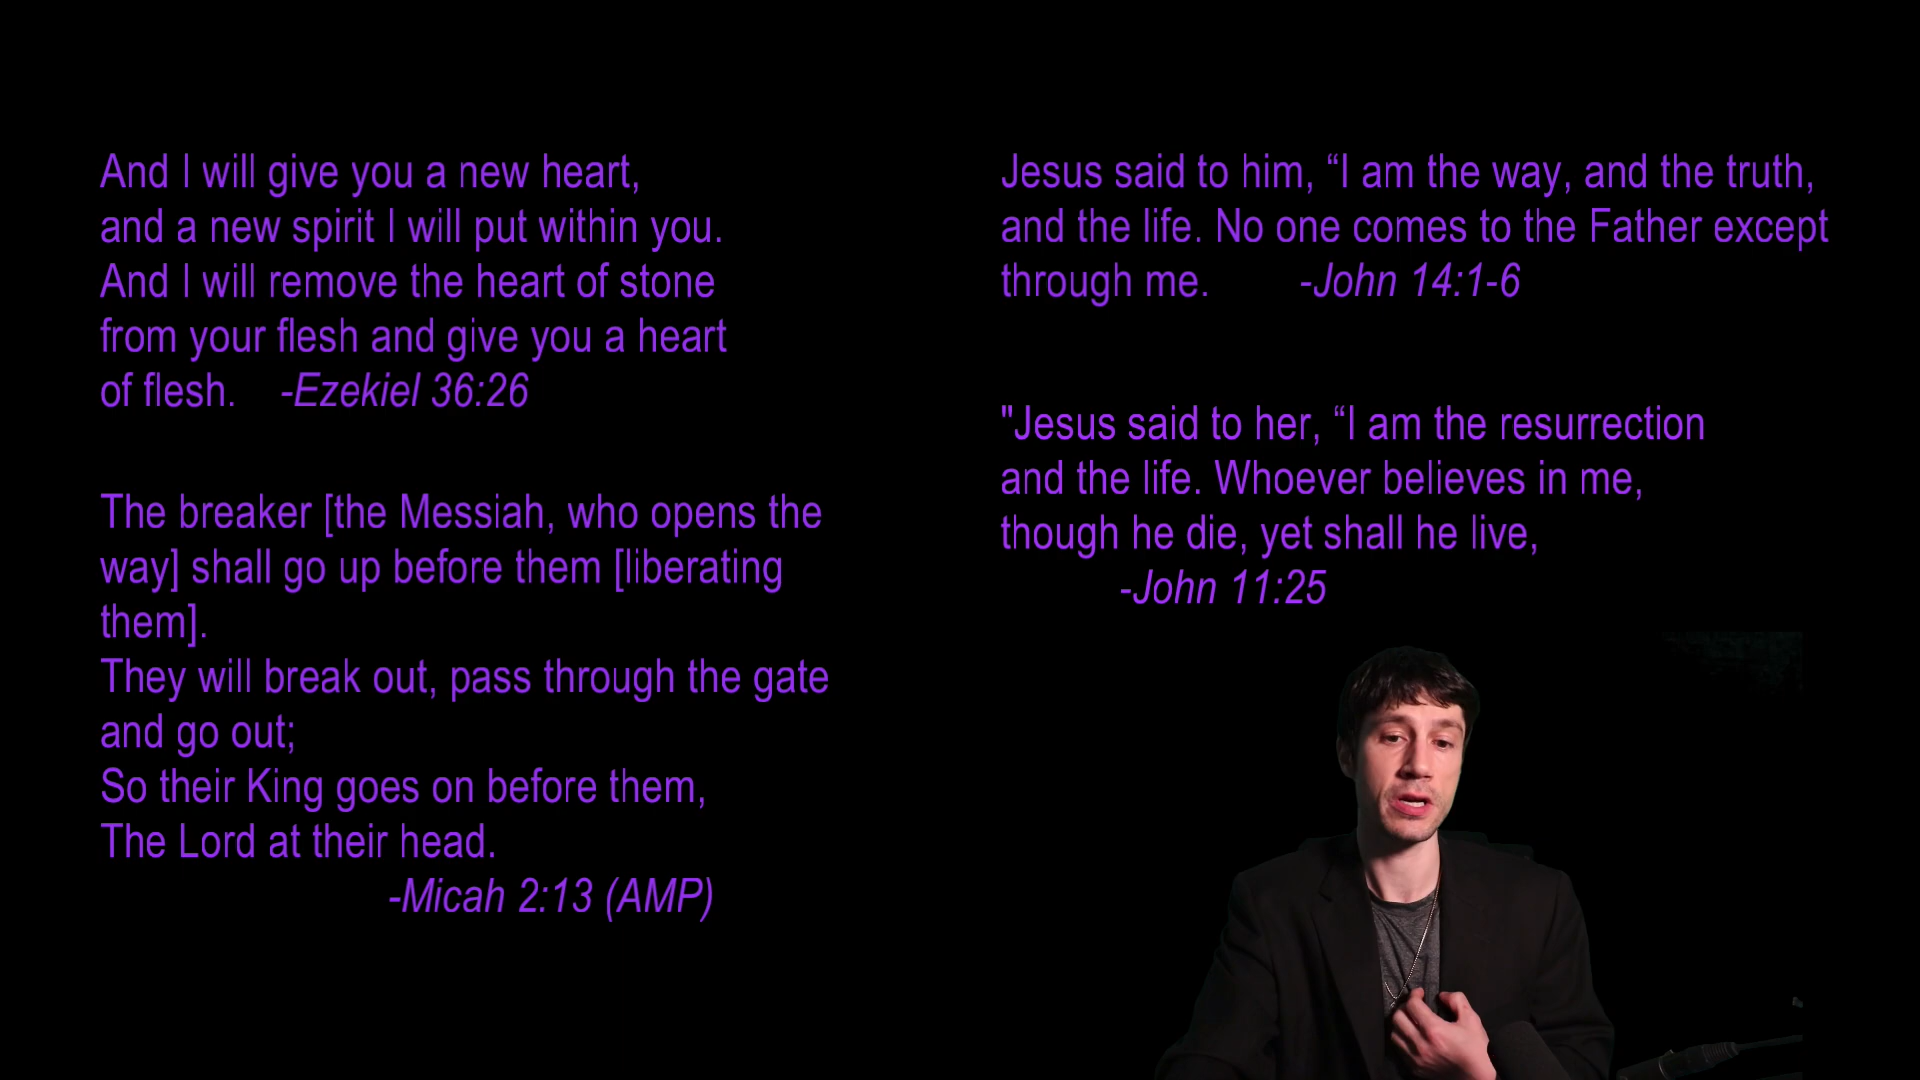 And I will give you a new heart,
and a new spirit I will put within you.
And I will remove the heart of stone
from your flesh and give you a heart
of flesh. -Ezekiel 36:26
The breaker [the Messiah, who opens the
way] shall go up before them [liberating
them].
They will break out, pass through the gate
and go out;
So their King goes on before them,
The Lord at their head.
-Micah 2:13 (AMP)
Jesus said to him, “I am the way, and the truth,
and the life. No one comes to the Father except
through me. -John 14:1-6
"Jesus said to her, “I am the resurrection
and the life. Whoever believes in me,
though he die, yet shall he live,
-John 11:25